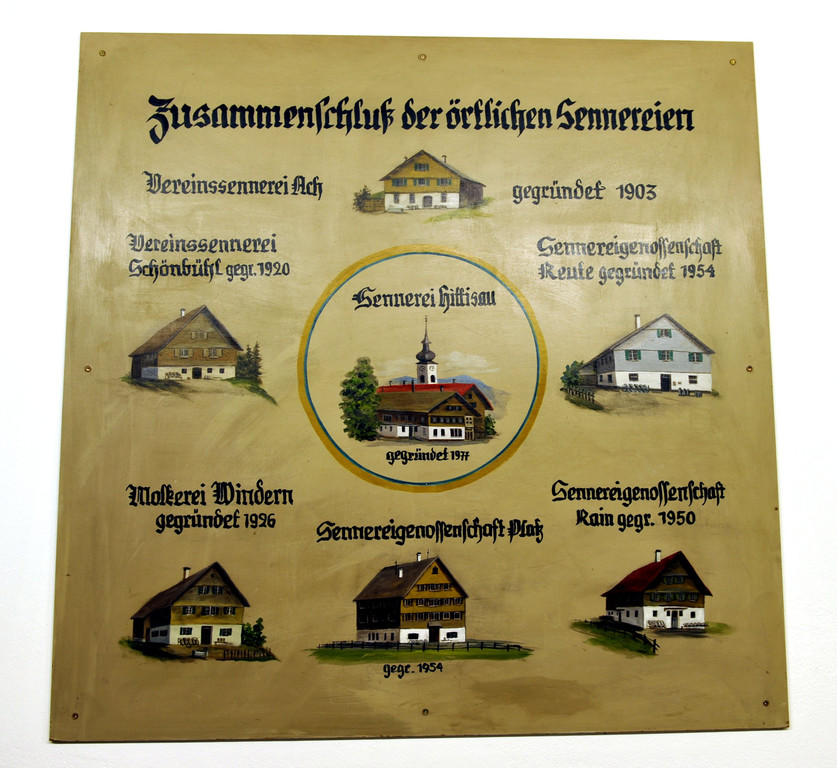 Zusammenschluß der örtlichen Sennereien
Vereinssennerei Ach gegründet 1903
Vereinssennerei
Schönbühl gegr. 1920
Sennereigenossenschaft
Reute gegründet 1954
Sennerei Hittisau
gegründet 1977
Molkerei Windern
gegründet 1926
Sennereigenossenschaft Platz
gegr. 1954
Sennereigenossenschaft
Rain gegr. 1950